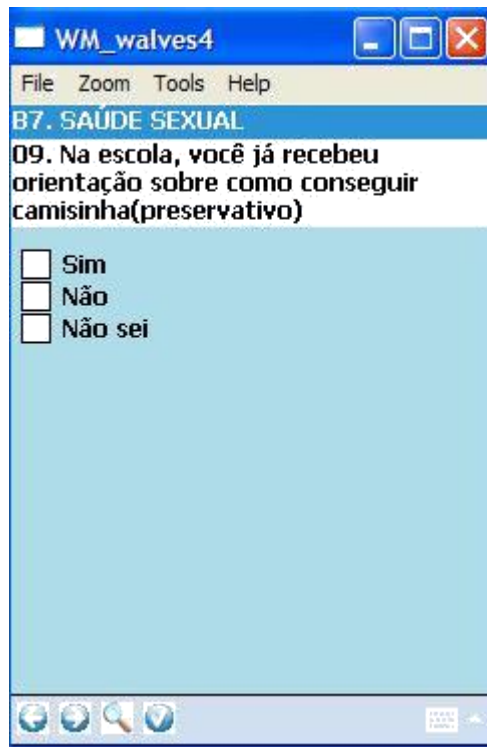 WM_walves4
File Zoom Tools Help
B7. SAÚDE SEXUAL
09. Na escola, você já recebeu
orientação sobre como conseguir
camisinha(preservativo)
Sim
Não
Não sei